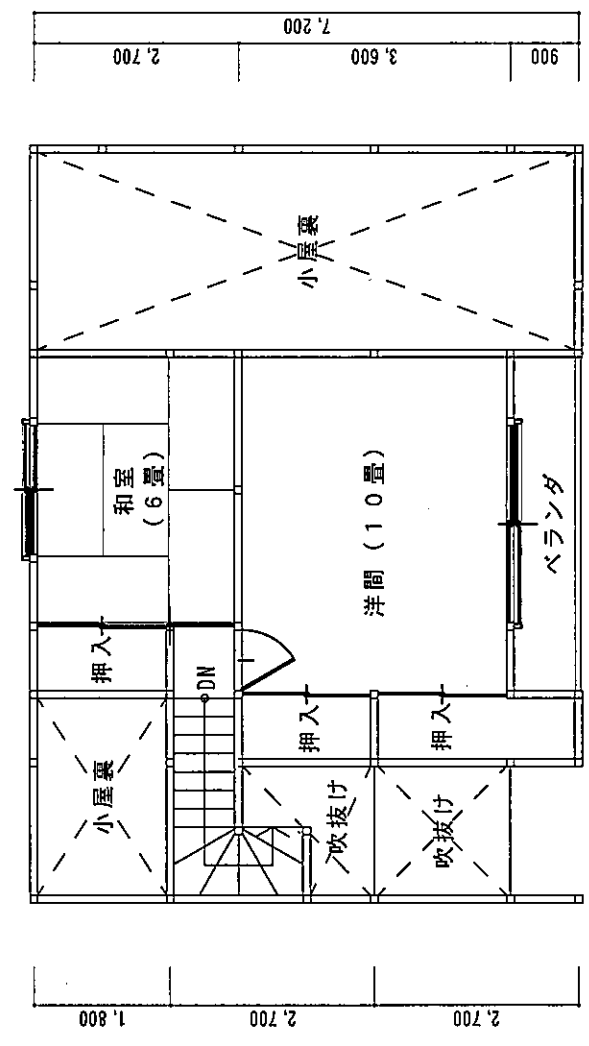 7,200
2,700
3,600
900
小屋裏
和室
(6畳)
洋間(10畳)
ベランダ
押入
DN
押入
押入
小屋裏
吹抜け
吹抜け
1,800
2,700
2,700